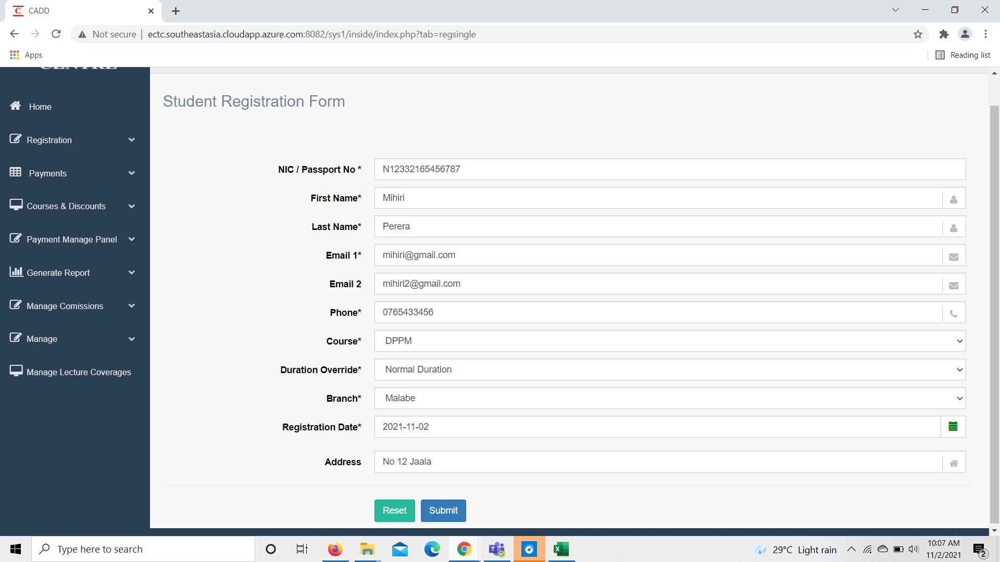 CADD
Not secure
ectc.southeastasia.cloudapp.azure.com:8082/sys1/inside/index.php?tab=regsingle
Apps
Reading list
CENTRE
Home
Registration
Payments
Courses & Discounts
Payment Manage Panel
Generate Report
Manage Comissions
Manage
Manage Lecture Coverages
Student Registration Form
NIC / Passport No * N12332165456787
First Name* Mihiri
Last Name* Perera
Email 1* mihiri@gmail.com
Email 2 mihiri2@gmail.com
Phone* 0765433456
Course* DPPM
Duration Override* Normal Duration
Branch* Malabe
Registration Date* 2021-11-02
Address No 12 Jaala
Reset Submit
Type here to search
29°C Light rain
10:07 AM
11/2/2021
2